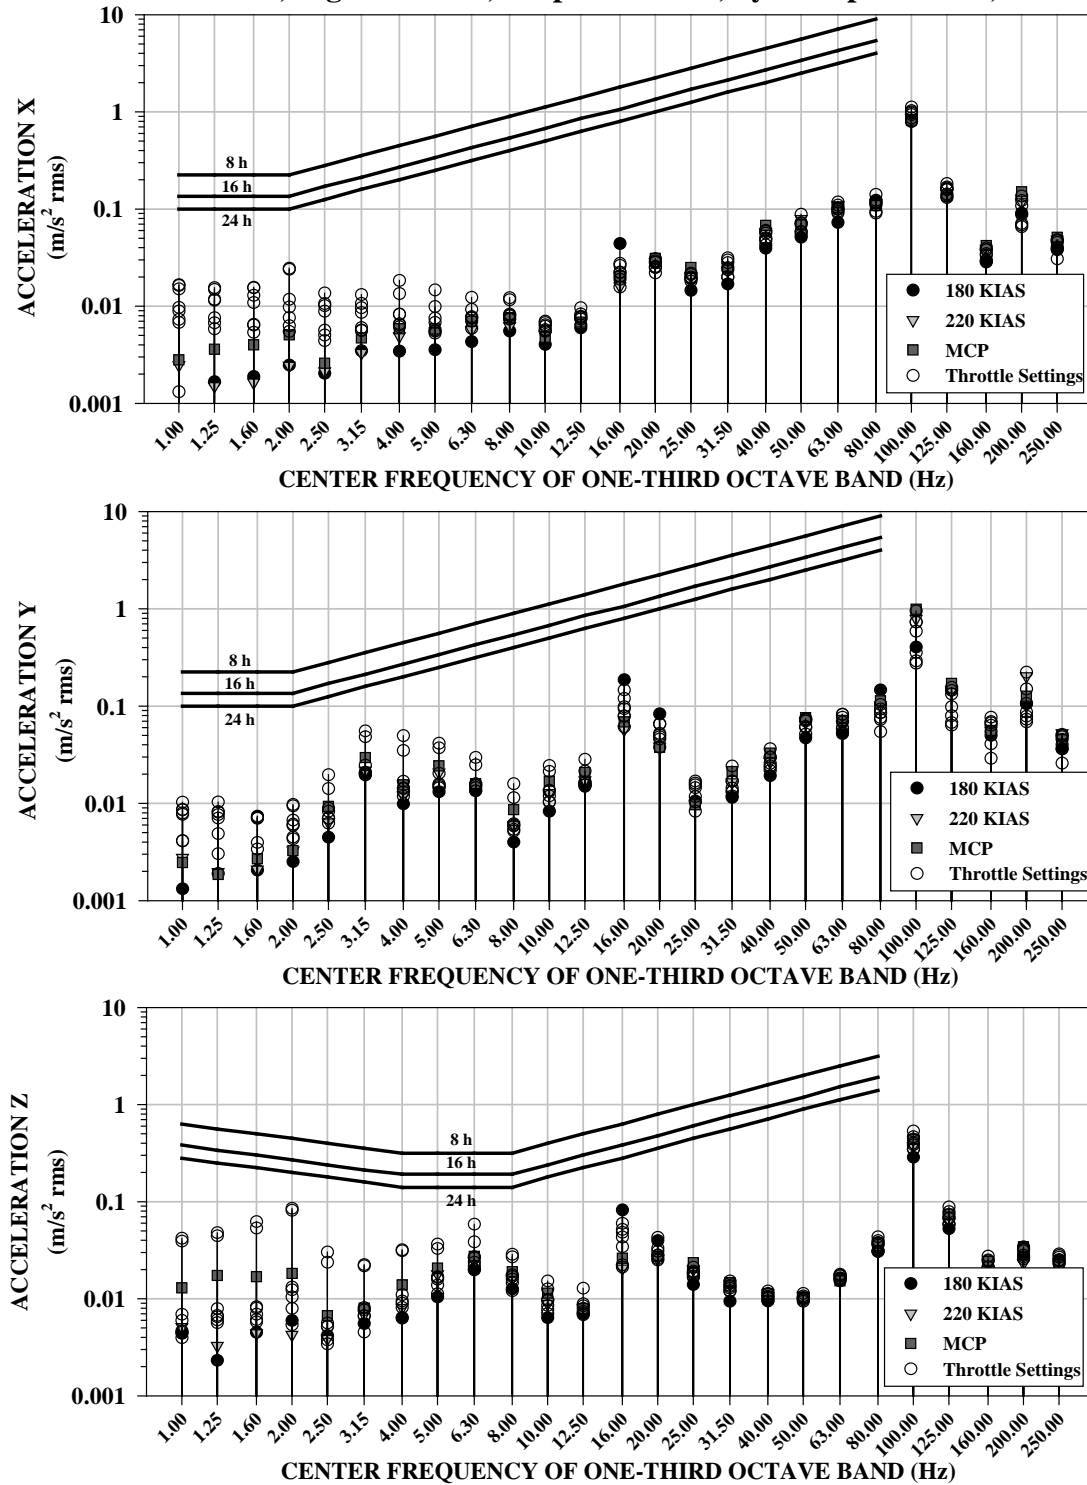 10
1
0.1
0.01
0.001
ACCELERATION X
(m/s² rms)
8 h
16 h
24 h
180 KIAS
220 KIAS
MCP
Throttle Settings
1.00 1.25 1.60 2.00 2.50 3.15 4.00 5.00 6.30 8.00 10.00 12.50 16.00 20.00 25.00 31.50 40.00 50.00 63.00 80.00 100.00 125.00 160.00 200.00 250.00
CENTER FREQUENCY OF ONE-THIRD OCTAVE BAND (Hz)
10
1
0.1
0.01
0.001
ACCELERATION Y
(m/s² rms)
8 h
16 h
24 h
180 KIAS
220 KIAS
MCP
Throttle Settings
1.00 1.25 1.60 2.00 2.50 3.15 4.00 5.00 6.30 8.00 10.00 12.50 16.00 20.00 25.00 31.50 40.00 50.00 63.00 80.00 100.00 125.00 160.00 200.00 250.00
CENTER FREQUENCY OF ONE-THIRD OCTAVE BAND (Hz)
10
1
0.1
0.01
0.001
ACCELERATION Z
(m/s² rms)
8 h
16 h
24 h
180 KIAS
220 KIAS
MCP
Throttle Settings
1.00 1.25 1.60 2.00 2.50 3.15 4.00 5.00 6.30 8.00 10.00 12.50 16.00 20.00 25.00 31.50 40.00 50.00 63.00 80.00 100.00 125.00 160.00 200.00 250.00
CENTER FREQUENCY OF ONE-THIRD OCTAVE BAND (Hz)